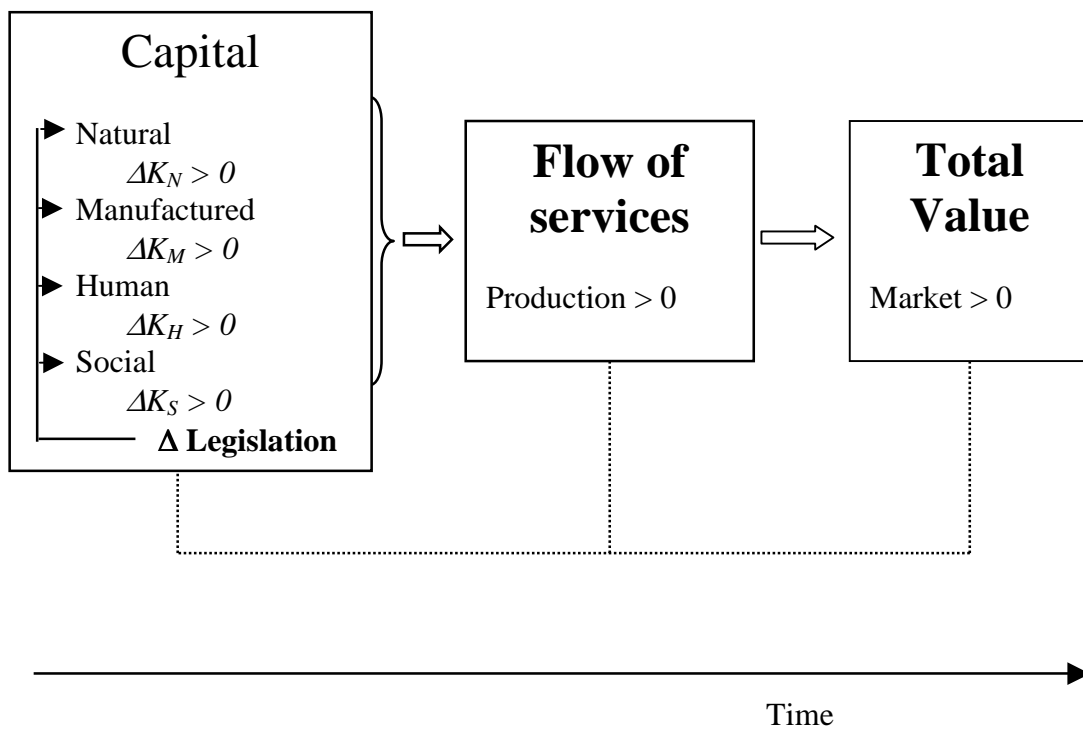 Capital
Natural
ΔK_N > 0
Manufactured
ΔK_M > 0
Human
ΔK_H > 0
Social
ΔK_S > 0
Δ Legislation
Flow of
services
Production > 0
Total
Value
Market > 0
Time